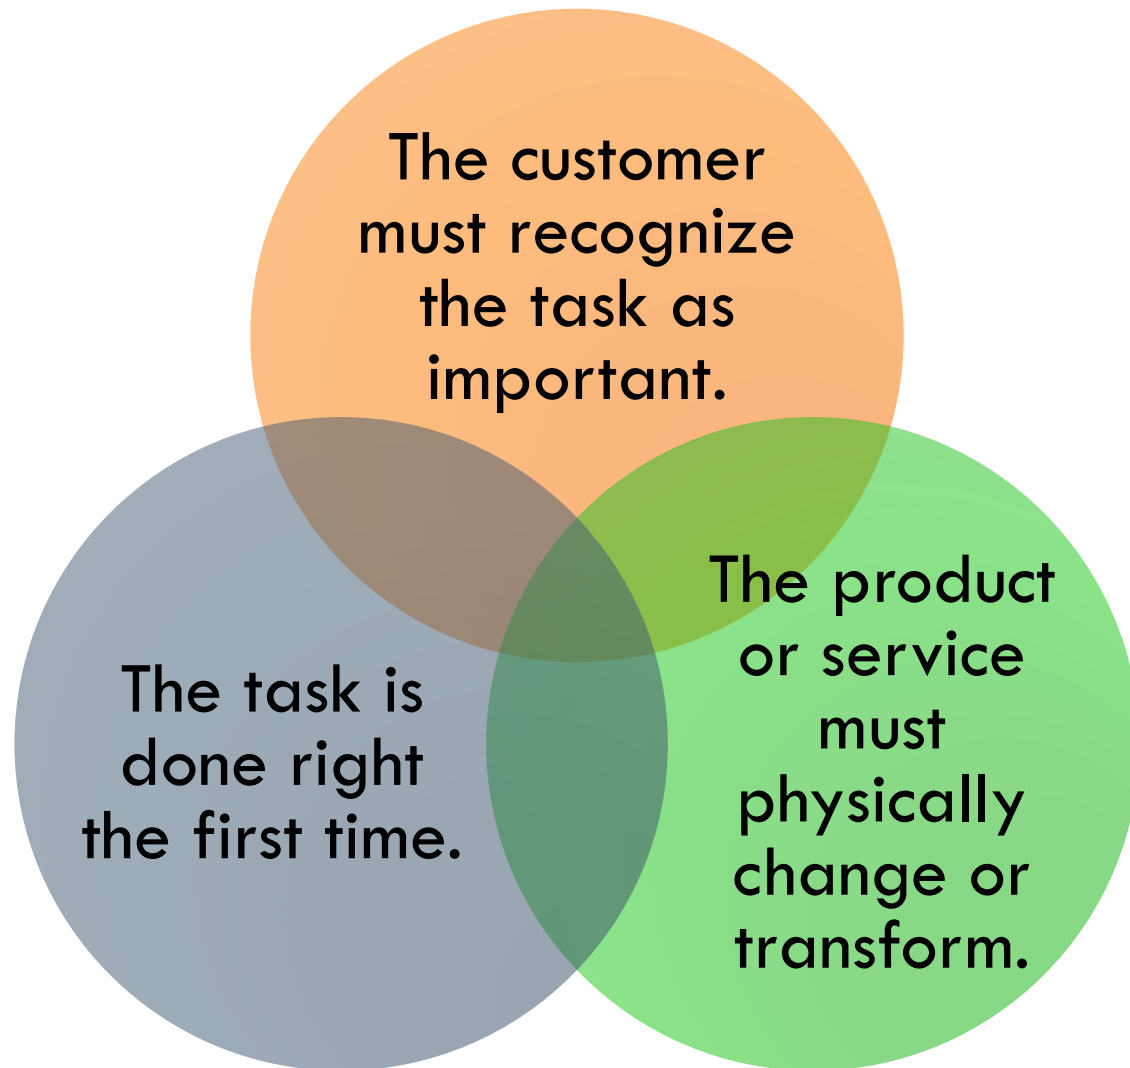 The customer
must recognize
the task as
important.
The task is
done right
the first time.
The product
or service
must
physically
change or
transform.